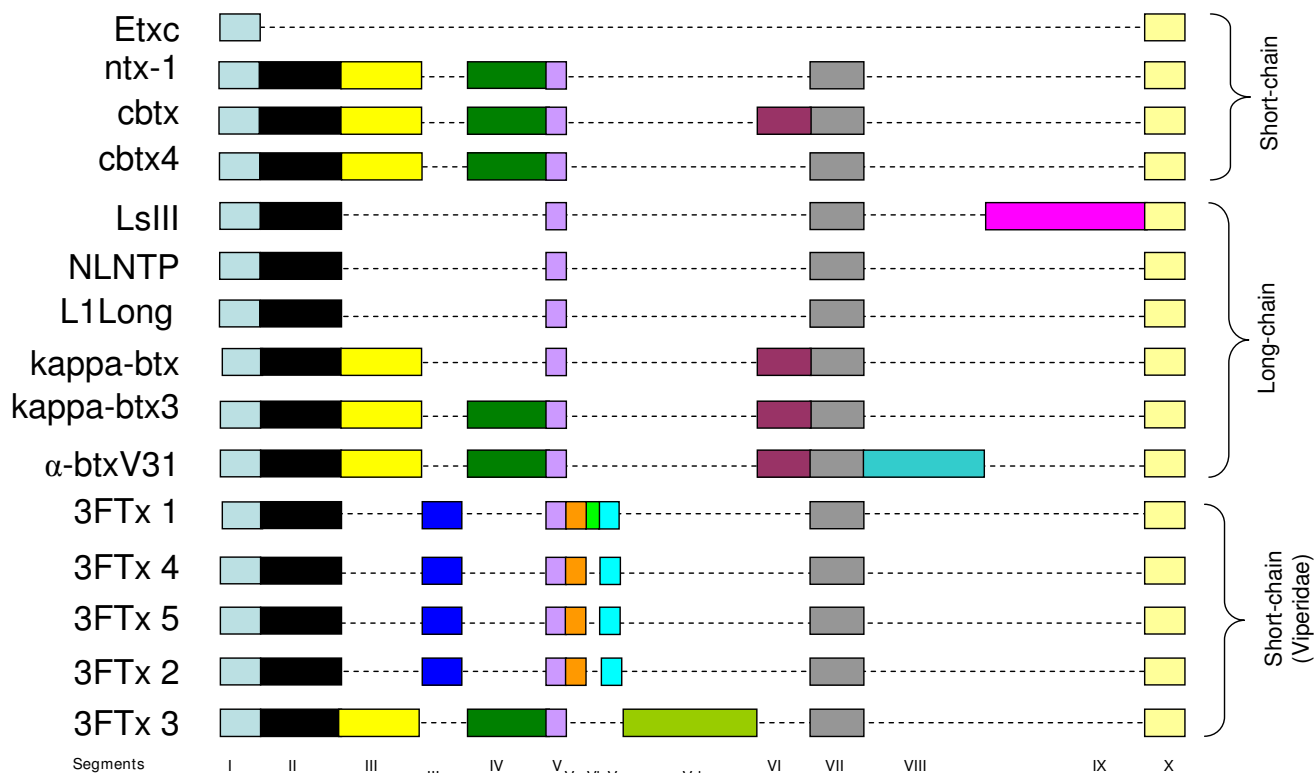 Etxc
ntx-1
cbtx
cbtx4
LsIII
NLNTP
L1Long
kappa-btx
kappa-btx3
α-btxV31
3FTx 1
3FTx 4
3FTx 5
3FTx 2
3FTx 3
Short-chain
Long-chain
Short-chain
(Viperidae)
Segments I II III IV V VI VII VIII IX X